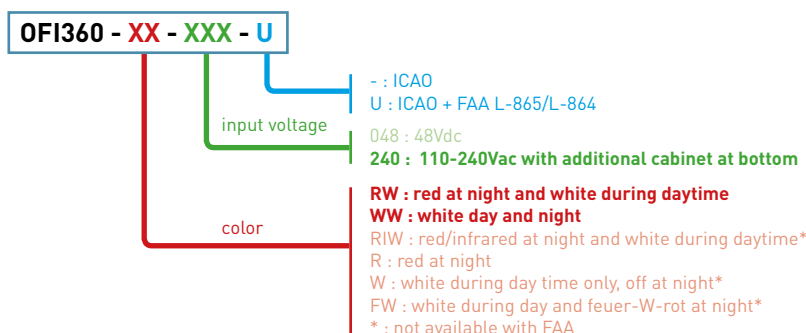 OFI360 - XX - XXX - U
- : ICAO
U : ICAO + FAA L-865/L-864
input voltage
048 : 48Vdc
240 : 110-240Vac with additional cabinet at bottom
color
RW : red at night and white during daytime
WW : white day and night
RIW : red/infrared at night and white during daytime*
R : red at night
W : white during day time only, off at night*
FW : white during day and feuer-W-rot at night*
* : not available with FAA